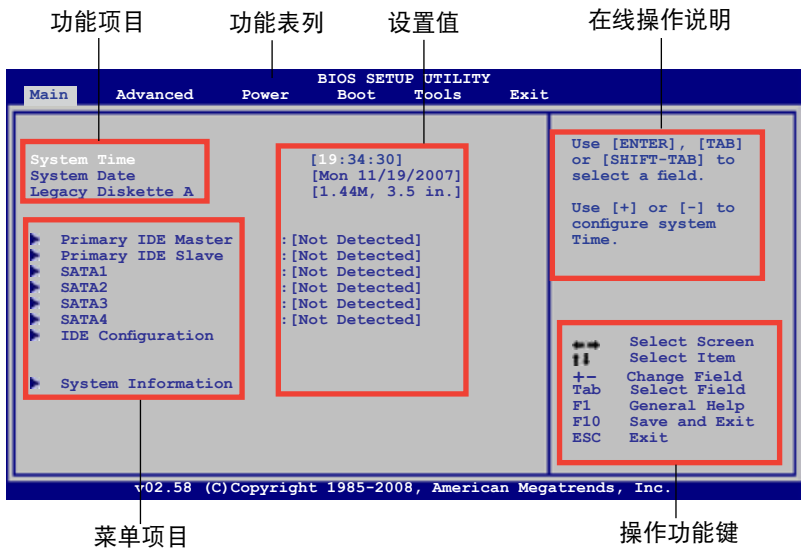 功能项目 功能表列 设置值 在线操作说明
BIOS SETUP UTILITY
Main Advanced Power Boot Tools Exit
System Time [19:34:30]
System Date [Mon 11/19/2007]
Legacy Diskette A [1.44M, 3.5 in.]
Primary IDE Master :[Not Detected]
Primary IDE Slave :[Not Detected]
SATA1 :[Not Detected]
SATA2 :[Not Detected]
SATA3 :[Not Detected]
SATA4 :[Not Detected]
IDE Configuration
System Information
Use [ENTER], [TAB]
or [SHIFT-TAB] to
select a field.
Use [+] or [-] to
configure system
Time.
←→ Select Screen
↑↓ Select Item
+- Change Field
Tab Select Field
F1 General Help
F10 Save and Exit
ESC Exit
v02.58 (C)Copyright 1985-2008, American Megatrends, Inc.
菜单项目 操作功能键